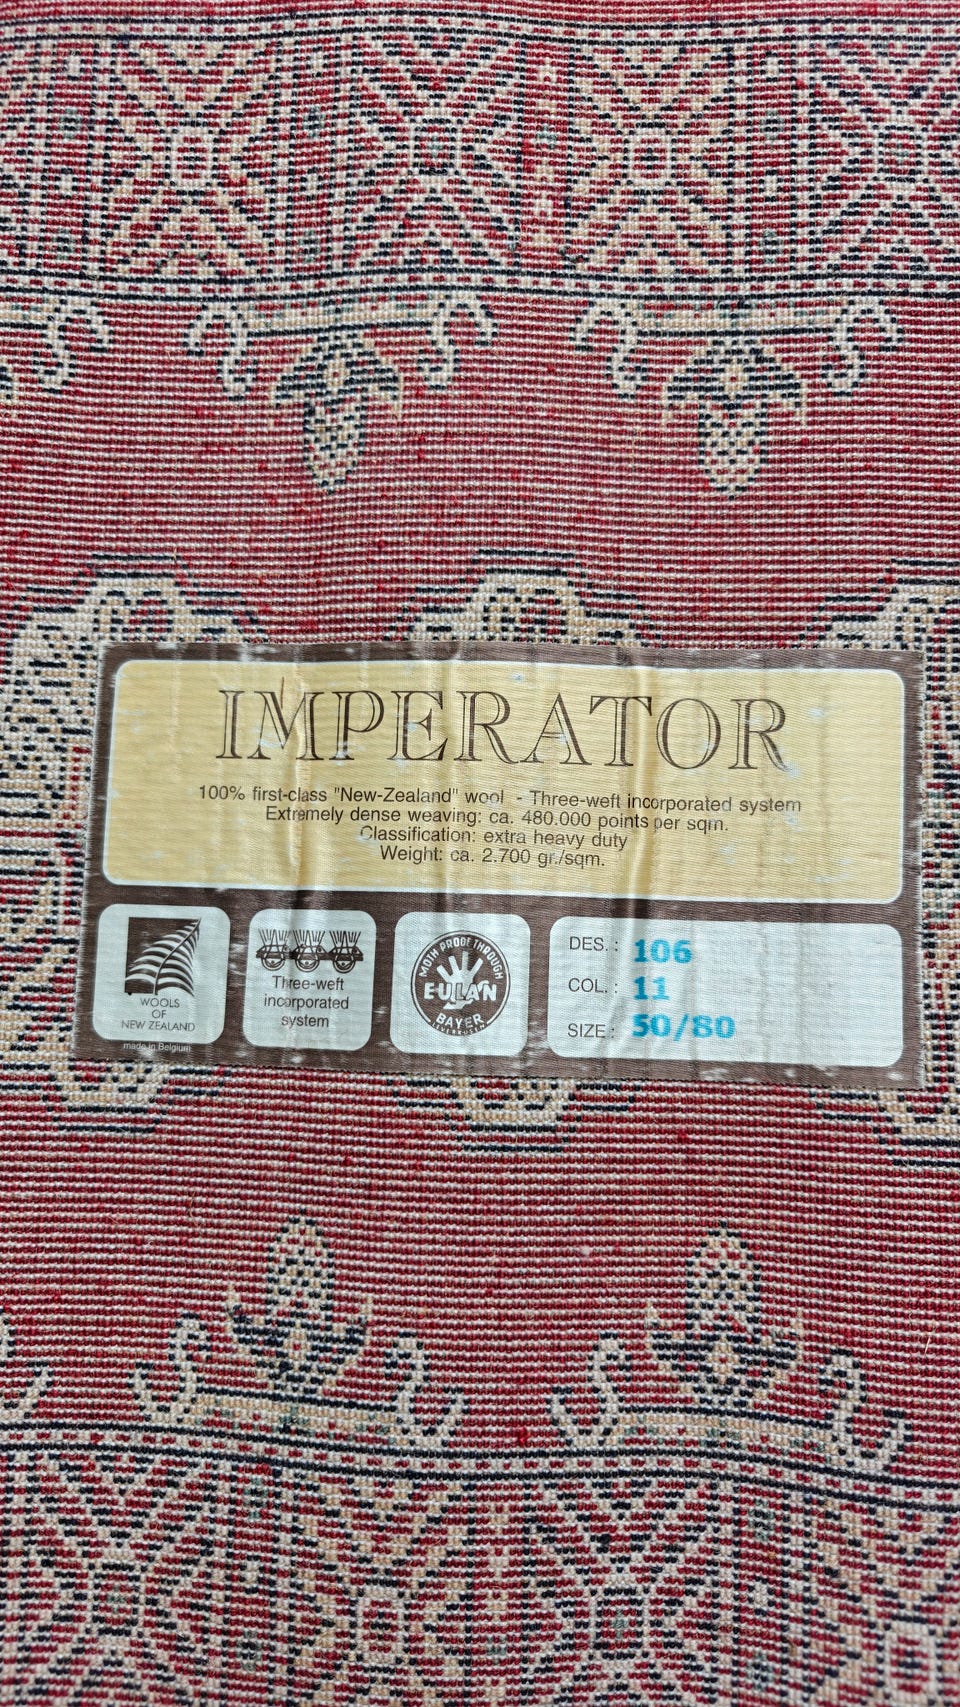 IMPERATOR
100% first-class "New-Zealand" wool - Three-weft incorporated system
Extremely dense weaving: ca. 480.000 points per sqm.
Classification: extra heavy duty
Weight: ca. 2.700 gr./sqm.
WOOLS
OF
NEW ZEALAND
made in Belgium
Three-weft
incorporated
system
MOTH PROOF THOUGH
EULAN
BAYER
LEVERKUSEN
DES. : 106
COL. : 11
SIZE : 50/80